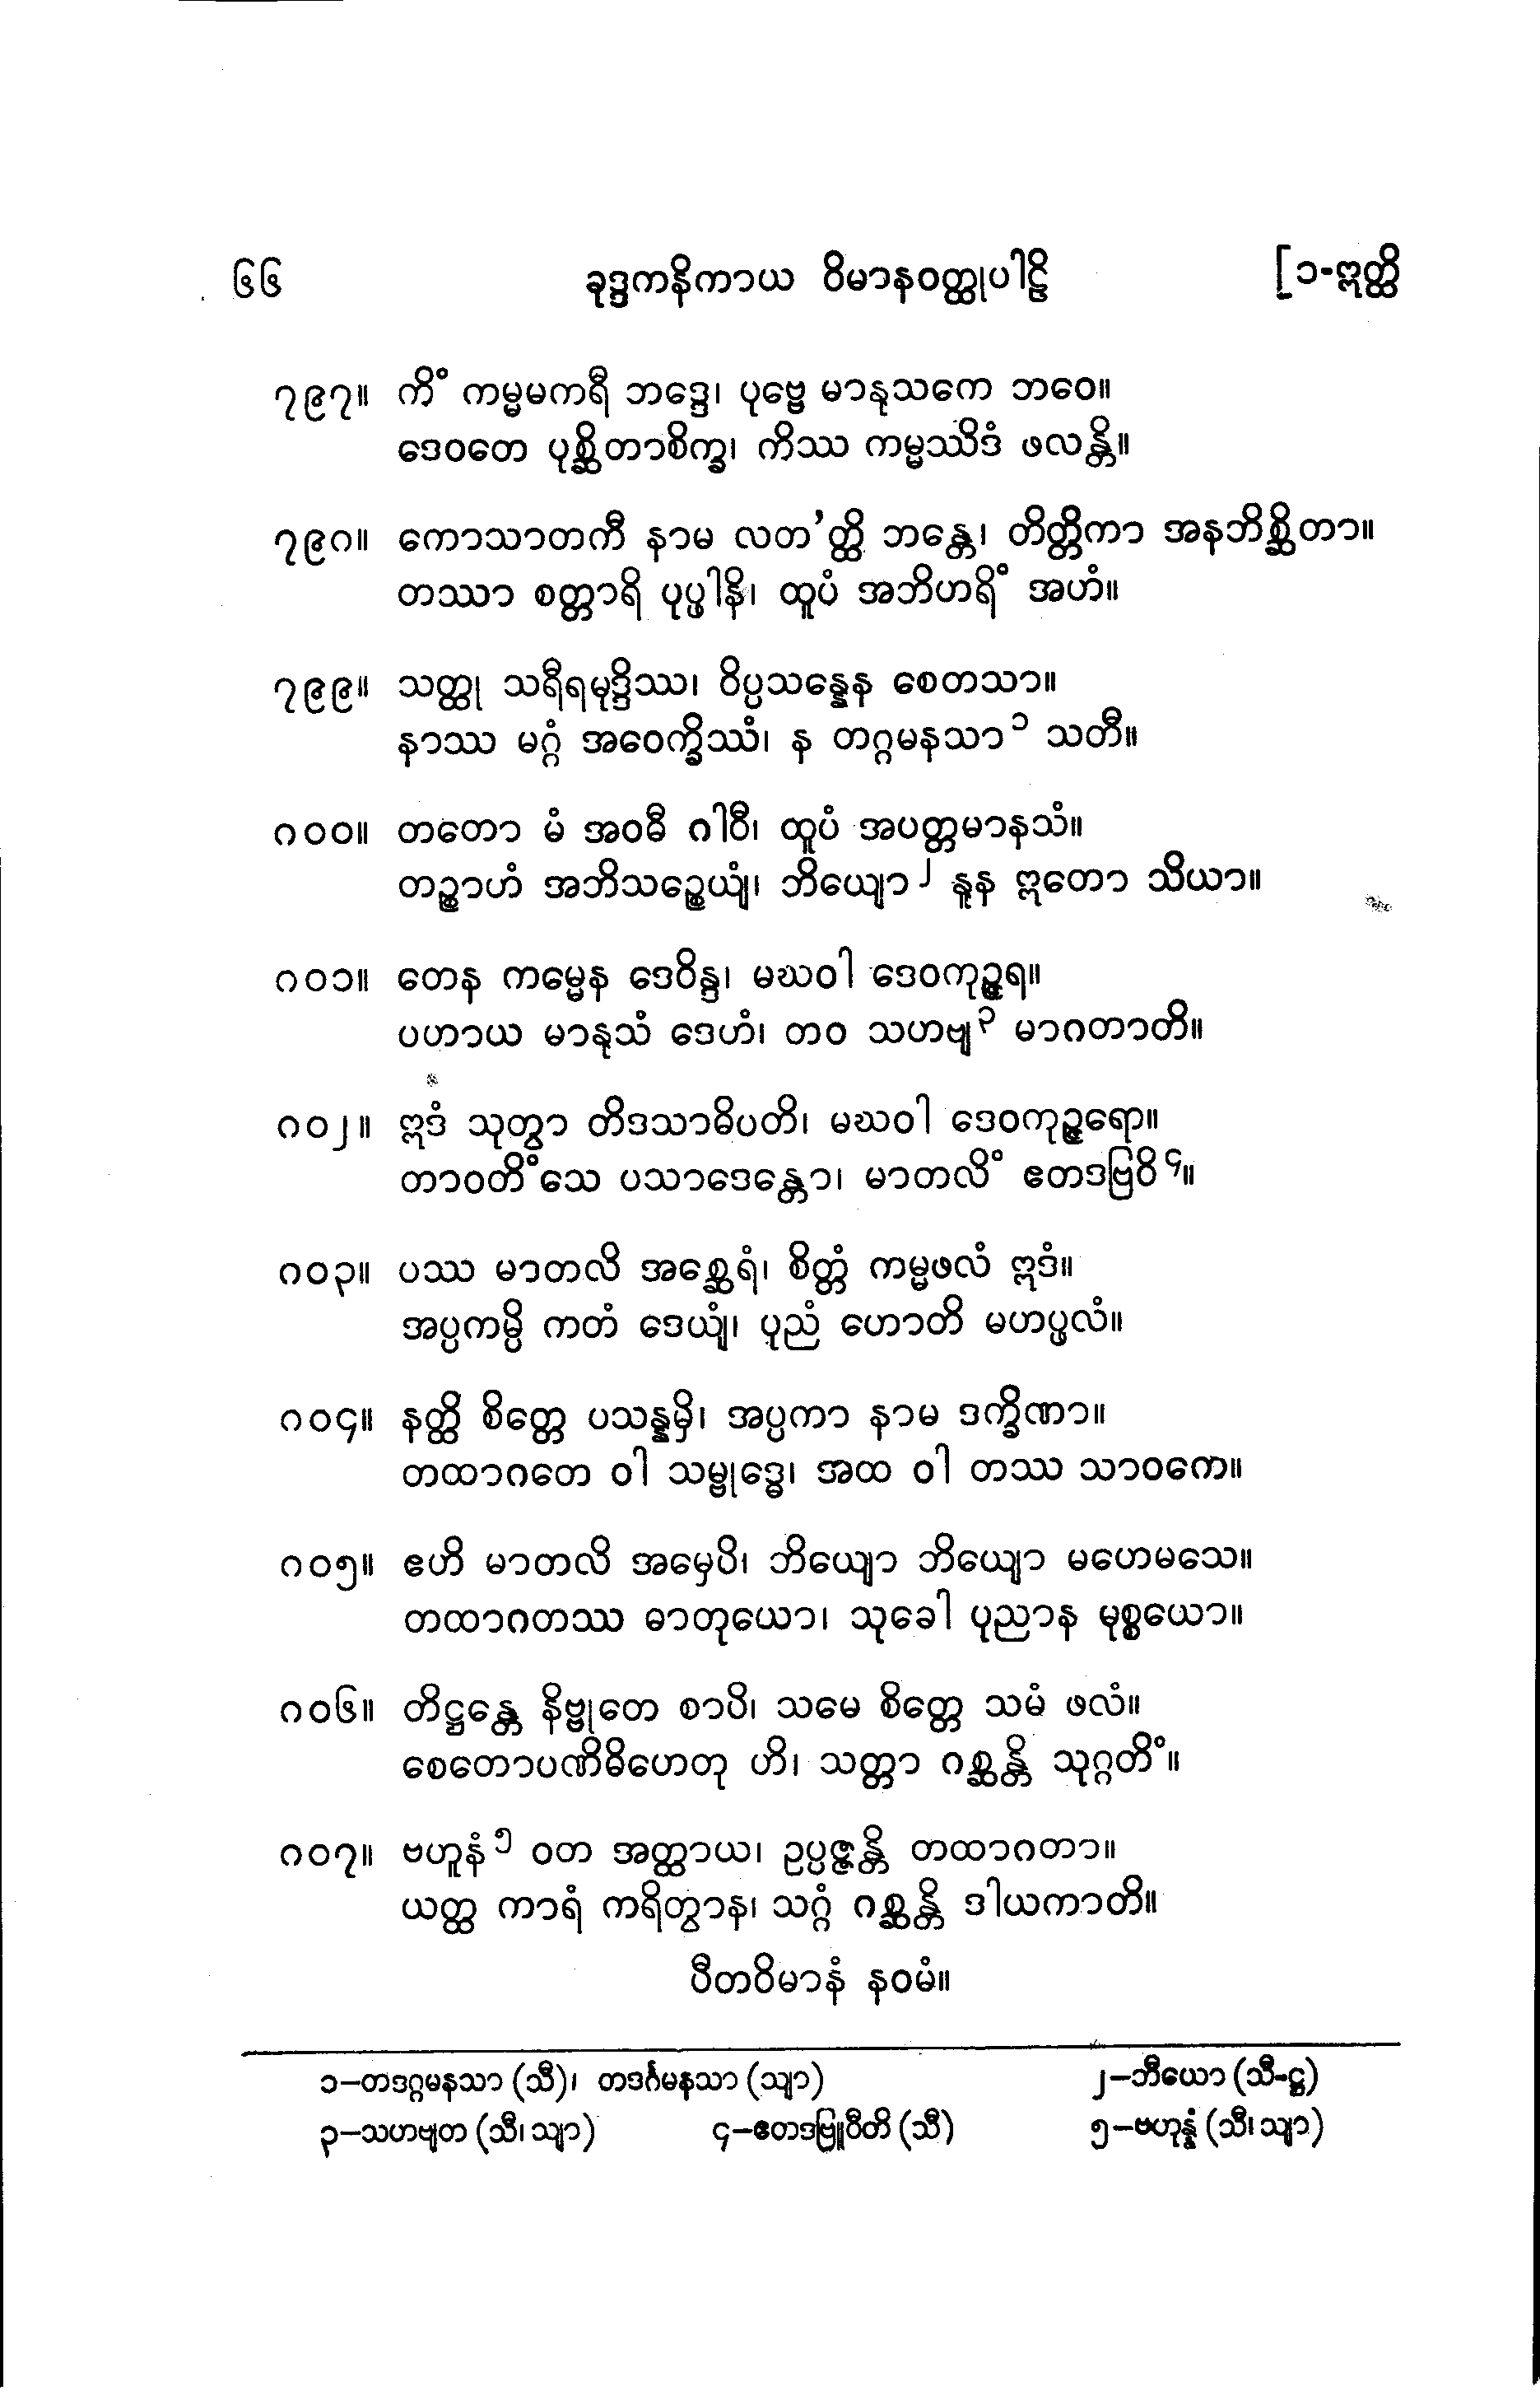 ၆၆ ခုဒ္ဒကနိကာယ ဝိမာနဝတ္ထုပါဠိ [၁-ဣတ္ထိ
၇၉၇။ ကိံ ကမ္မမကရီ ဘဒ္ဒေ၊ ပုဗ္ဗေ မာနုသကေ ဘဝေ။
ဒေဝတေ ပုစ္ဆိတာစိက္ခ၊ ကိဿ ကမ္မဿိဒံ ဖလန္တိ။
၇၉၈။ ကောသာတကီ နာမ လတ'တ္ထိ ဘန္တေ၊ တိတ္တိကာ အနဘိစ္ဆိတာ။
တဿာ စတ္တာရိ ပုပ္ဖါနိ၊ ထူပံ အဘိဟရိံ အဟံ။
၇၉၉။ သတ္ထု သရီရမုဒ္ဒိဿ၊ ဝိပ္ပသန္နေန စေတသာ။
နာဿ မဂ္ဂံ အဝေက္ခိဿံ၊ န တဂ္ဂမနသာ ၁ သတီ။
၈၀၀။ တတော မံ အဝဓီ ဂါဝီ၊ ထူပံ အပတ္တမာနသံ။
တဉ္စာဟံ အဘိသဉ္စေယျံ၊ ဘိယျော ၂ နူန ဣတော သိယာ။
၈၀၁။ တေန ကမ္မေန ဒေဝိန္ဒ၊ မဃဝါ ဒေဝကုဉ္ဇရ။
ပဟာယ မာနုသံ ဒေဟံ၊ တဝ သဟဗျ ၃ မာဂတာတိ။
၈၀၂။ ဣဒံ သုတွာ တိဒသာဓိပတိ၊ မဃဝါ ဒေဝကုဉ္ဇရော။
တာဝတိံသေ ပသာဒေန္တော၊ မာတလိံ ဧတဒဗြဝိ ၄။
၈၀၃။ ပဿ မာတလိ အစ္ဆေရံ၊ စိတ္တံ ကမ္မဖလံ ဣဒံ။
အပ္ပကမ္ပိ ကတံ ဒေယျံ၊ ပုညံ ဟောတိ မဟပ္ဖလံ။
၈၀၄။ နတ္ထိ စိတ္တေ ပသန္နမှိ၊ အပ္ပကာ နာမ ဒက္ခိဏာ။
တထာဂတေ ဝါ သမ္ဗုဒ္ဓေ၊ အထ ဝါ တဿ သာဝကေ။
၈၀၅။ ဧဟိ မာတလိ အမှေပိ၊ ဘိယျော ဘိယျော မဟေမသေ။
တထာဂတဿ ဓာတုယော၊ သုခေါ ပုညာန မုစ္စယော။
၈၀၆။ တိဋ္ဌန္တေ နိဗ္ဗုတေ စာပိ၊ သမေ စိတ္တေ သမံ ဖလံ။
စေတောပဏိဓိဟေတု ဟိ၊ သတ္တာ ဂစ္ဆန္တိ သုဂ္ဂတိံ။
၈၀၇။ ဗဟူနံ ၅ ဝတ အတ္ထာယ၊ ဥပ္ပဇ္ဇန္တိ တထာဂတာ။
ယတ္ထ ကာရံ ကရိတွာန၊ သဂ္ဂံ ဂစ္ဆန္တိ ဒါယကာတိ။
ပီတဝိမာနံ နဝမံ။
၁–တဒဂ္ဂမနသာ (သီ)၊ တဒင်္ဂမနသာ (သျာ) ၂–ဘီယော (သီ-ဋ္ဌ)
၃–သဟဗျတ (သီ၊ သျာ) ၄–ဧတဒဗြူဝီတိ (သီ) ၅–ဗဟုန္နံ (သီ၊ သျာ)